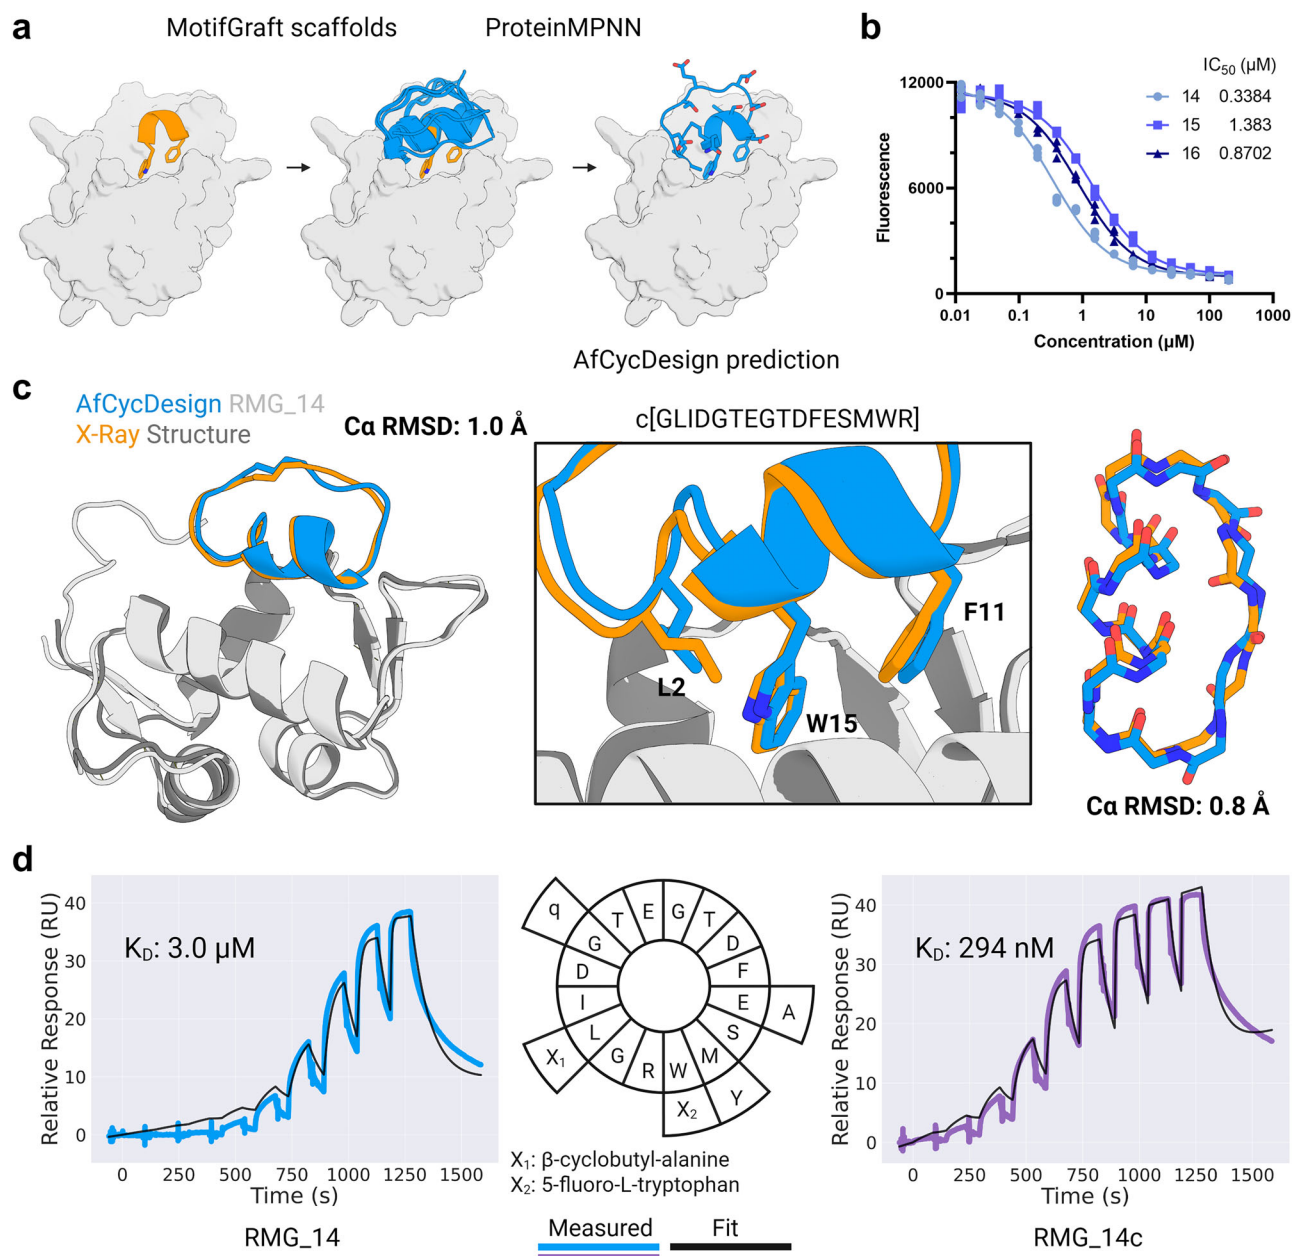 a
MotifGraft scaffolds
ProteinMPNN
AfCycDesign prediction
b
IC50 (µM)
14 0.3384
15 1.383
16 0.8702
12000
6000
0
Fluorescence
0.01 0.1 1 10 100 1000
Concentration (µM)
c
AfCycDesign RMG_14
X-Ray Structure
Cα RMSD: 1.0 Å
c[GLIDGTEGTDFESMWR]
L2
W15
F11
Cα RMSD: 0.8 Å
d
Relative Response (RU)
40
30
20
10
0
KD: 3.0 µM
0 250 500 750 1000 1250 1500
Time (s)
RMG_14
q
T E G T
G D
D F
I E A
L S
X1 G R W M
X2 Y
X1: β-cyclobutyl-alanine
X2: 5-fluoro-L-tryptophan
Measured Fit
Relative Response (RU)
40
30
20
10
0
KD: 294 nM
0 250 500 750 1000 1250 1500
Time (s)
RMG_14c